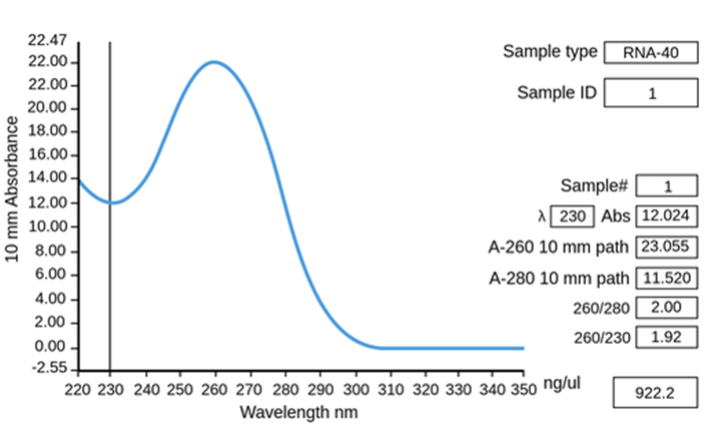 22.47
22.00
22.00
20.00
18.00
16.00
14.00
12.00
10.00
8.00
6.00
4.00
2.00
0.00
-2.55
10 mm Absorbance
220 230 240 250 260 270 280 290 300 310 320 330 340 350
Wavelength nm
Sample type RNA-40
Sample ID 1
Sample# 1
λ 230 Abs 12.024
A-260 10 mm path 23.055
A-280 10 mm path 11.520
260/280 2.00
260/230 1.92
ng/ul 922.2